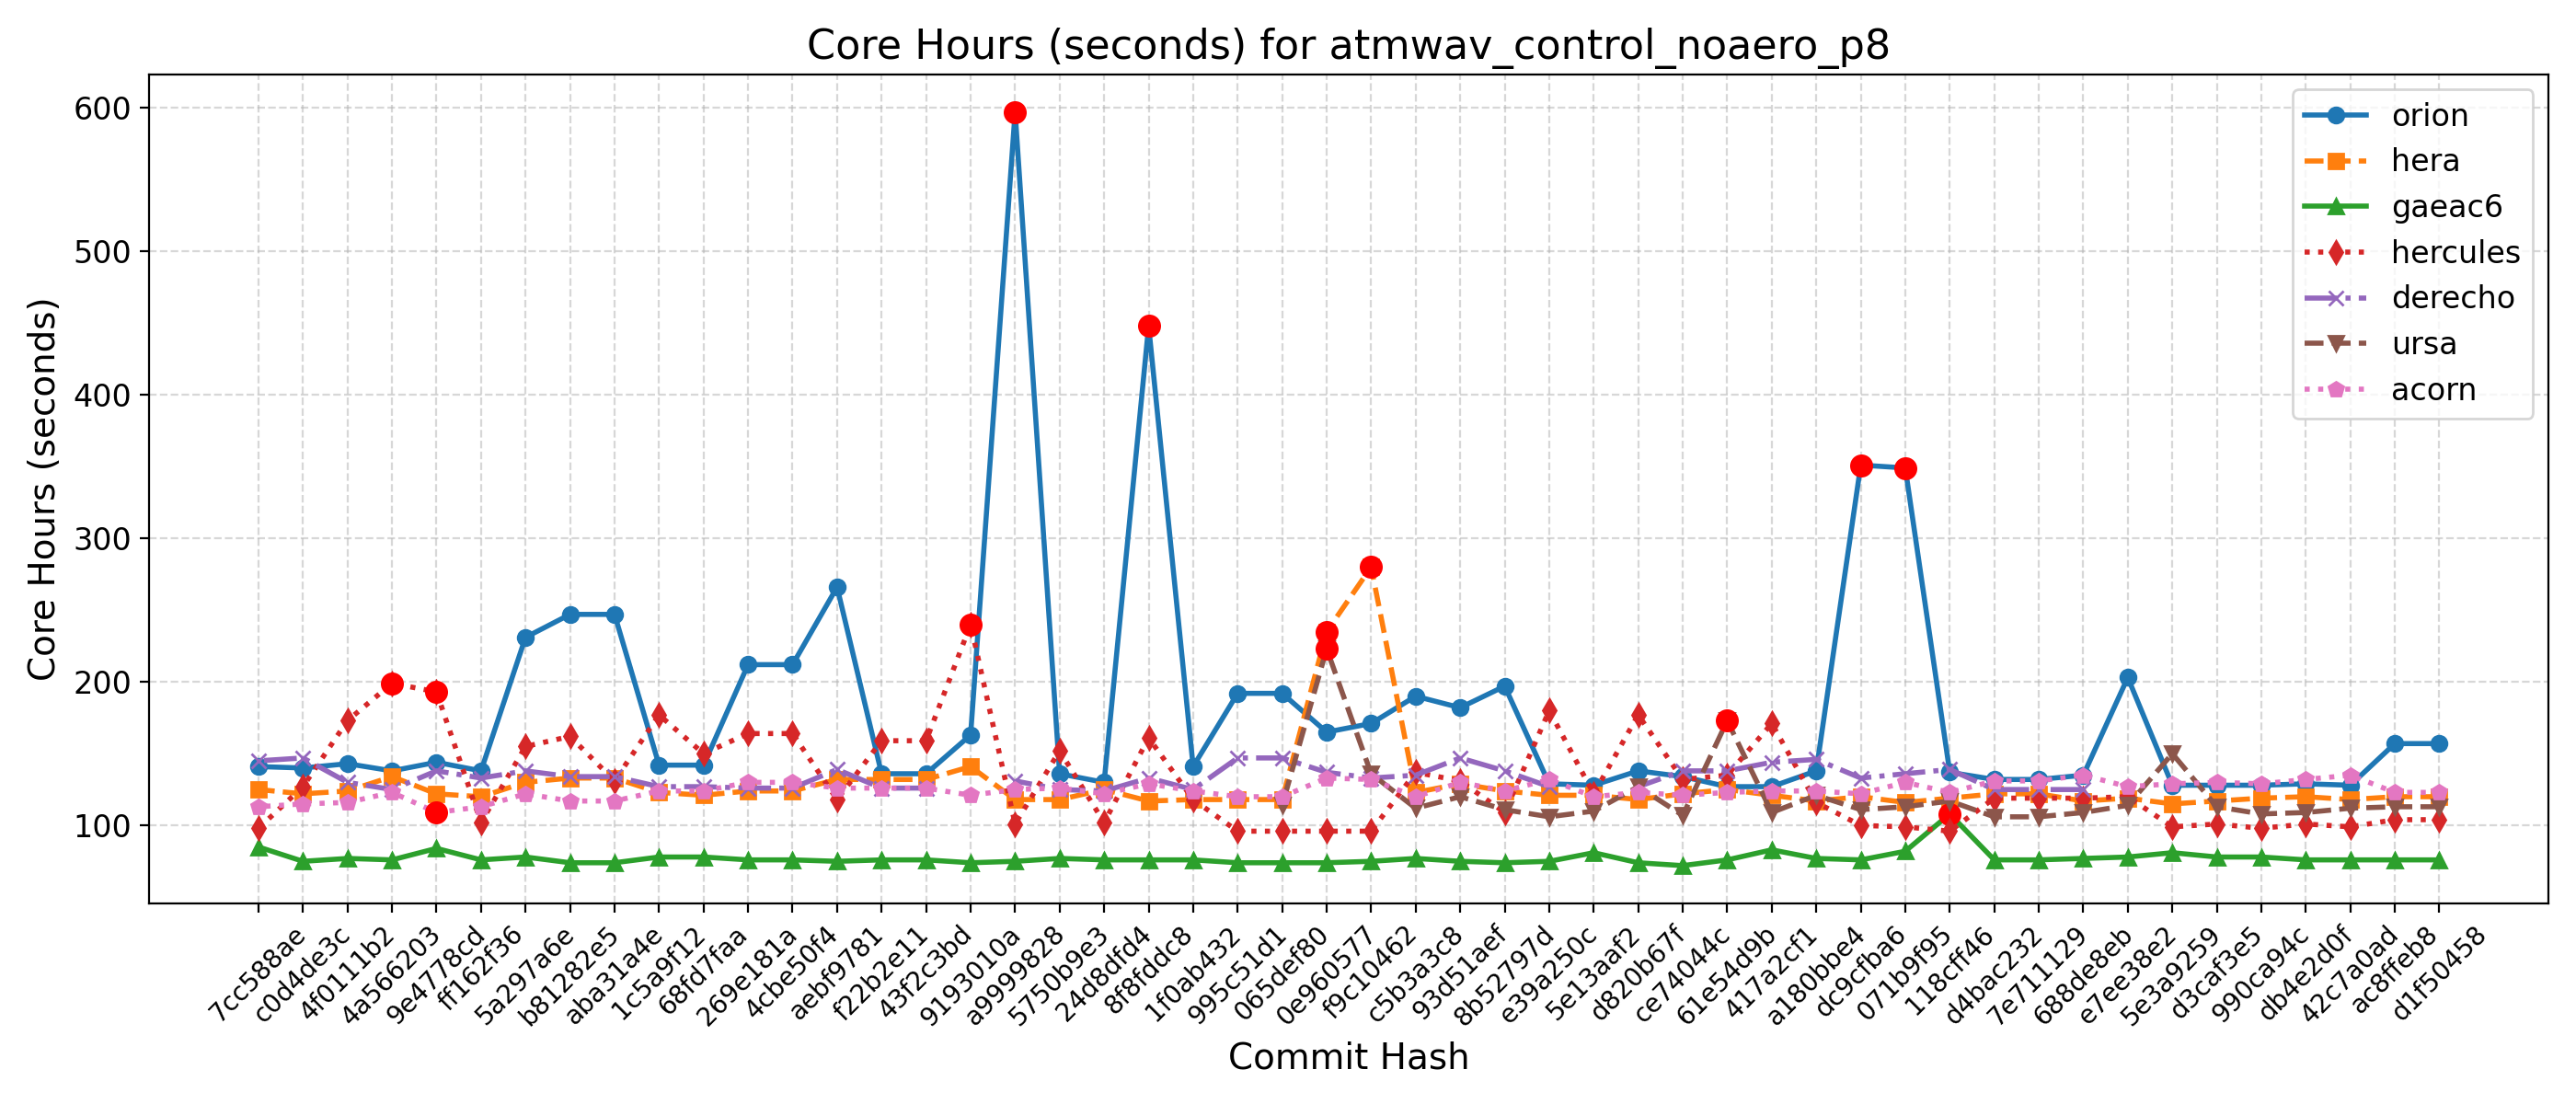 Core Hours (seconds) for atmwav_control_noaero_p8
Core Hours (seconds)
600
500
400
300
200
100
orion
hera
gaeac6
hercules
derecho
ursa
acorn
7cc588ae
c0d4de3c
4f0111b2
4a566203
9e4778cd
ff162f36
5a297a6e
b81282e5
aba31a4e
1c5a9f12
68fd7faa
269e181a
4cbe50f4
aebf9781
f22b2e11
43f2c3bd
9193010a
a9999828
5750b9e3
24d8dfd4
8f8fddc8
1f0ab432
995c51d1
065def80
0e960577
f9c10462
c5b3a3c8
93d51aef
8b52797d
e39a250c
5e13aaf2
d820b67f
ce74044c
61e54d9b
417a2cf1
a180bbe4
dc9cfba6
071b9f95
118cff46
d4bac232
7e711129
688de8eb
e7ee38e2
5e3a9259
d3caf3e5
990ca94c
db4e2d0f
42c7a0ad
ac8ffeb8
d1f50458
Commit Hash